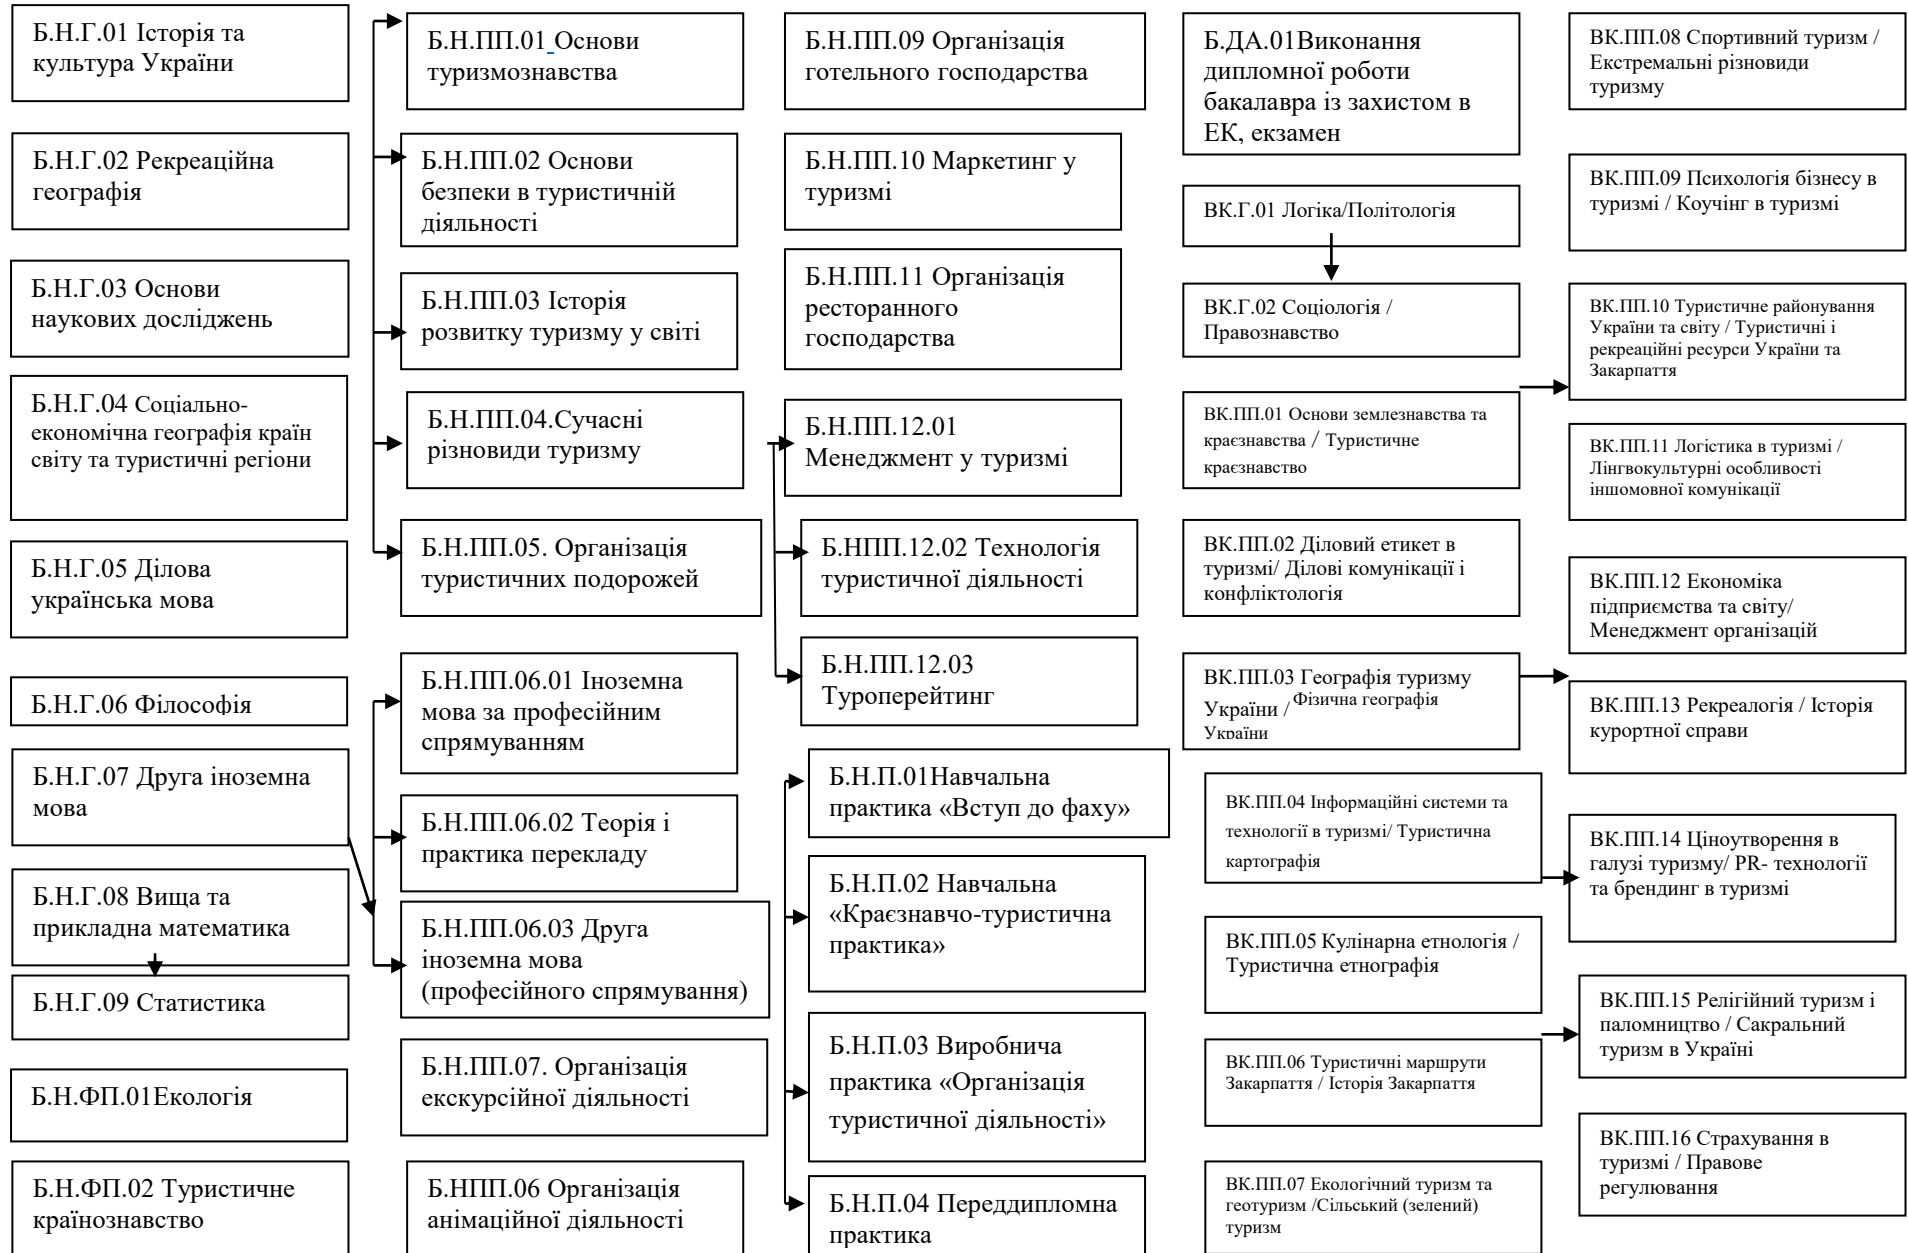 Б.Н.Г.01 Історія та
культура України
Б.Н.Г.02 Рекреаційна
географія
Б.Н.Г.03 Основи
наукових досліджень
Б.Н.Г.04 Соціально-
економічна географія країн
світу та туристичні регіони
Б.Н.Г.05 Ділова
українська мова
Б.Н.Г.06 Філософія
Б.Н.Г.07 Друга іноземна
мова
Б.Н.Г.08 Вища та
прикладна математика
Б.Н.Г.09 Статистика
Б.Н.ФП.01Екологія
Б.Н.ФП.02 Туристичне
країнознавство
Б.Н.ПП.01 Основи
туризмознавства
Б.Н.ПП.02 Основи
безпеки в туристичній
діяльності
Б.Н.ПП.03 Історія
розвитку туризму у світі
Б.Н.ПП.04.Сучасні
різновиди туризму
Б.Н.ПП.05. Організація
туристичних подорожей
Б.Н.ПП.06.01 Іноземна
мова за професійним
спрямуванням
Б.Н.ПП.06.02 Теорія і
практика перекладу
Б.Н.ПП.06.03 Друга
іноземна мова
(професійного спрямування)
Б.Н.ПП.07. Організація
екскурсійної діяльності
Б.НПП.06 Організація
анімаційної діяльності
Б.Н.ПП.09 Організація
готельного господарства
Б.Н.ПП.10 Маркетинг у
туризмі
Б.Н.ПП.11 Організація
ресторанного
господарства
Б.Н.ПП.12.01
Менеджмент у туризмі
Б.НПП.12.02 Технологія
туристичної діяльності
Б.Н.ПП.12.03
Туроперейтинг
Б.Н.П.01Навчальна
практика «Вступ до фаху»
Б.Н.П.02 Навчальна
«Краєзнавчо-туристична
практика»
Б.Н.П.03 Виробнича
практика «Організація
туристичної діяльності»
Б.Н.П.04 Переддипломна
практика
Б.ДА.01Виконання
дипломної роботи
бакалавра із захистом в
ЕК, екзамен
ВК.Г.01 Логіка/Політологія
ВК.Г.02 Соціологія /
Правознавство
ВК.ПП.01 Основи землезнавства та
краєзнавства / Туристичне
краєзнавство
ВК.ПП.02 Діловий етикет в
туризмі/ Ділові комунікації і
конфліктологія
ВК.ПП.03 Географія туризму
України / Фізична географія
України
ВК.ПП.04 Інформаційні системи та
технології в туризмі/ Туристична
картографія
ВК.ПП.05 Кулінарна етнологія /
Туристична етнографія
ВК.ПП.06 Туристичні маршрути
Закарпаття / Історія Закарпаття
ВК.ПП.07 Екологічний туризм та
геотуризм /Сільський (зелений)
туризм
ВК.ПП.08 Спортивний туризм /
Екстремальні різновиди
туризму
ВК.ПП.09 Психологія бізнесу в
туризмі / Коучінг в туризмі
ВК.ПП.10 Туристичне районування
України та світу / Туристичні і
рекреаційні ресурси України та
Закарпаття
ВК.ПП.11 Логістика в туризмі /
Лінгвокультурні особливості
іншомовної комунікації
ВК.ПП.12 Економіка
підприємства та світу/
Менеджмент організацій
ВК.ПП.13 Рекреалогія / Історія
курортної справи
ВК.ПП.14 Ціноутворення в
галузі туризму/ PR- технології
та брендинг в туризмі
ВК.ПП.15 Релігійний туризм і
паломництво / Сакральний
туризм в Україні
ВК.ПП.16 Страхування в
туризмі / Правове
регулювання